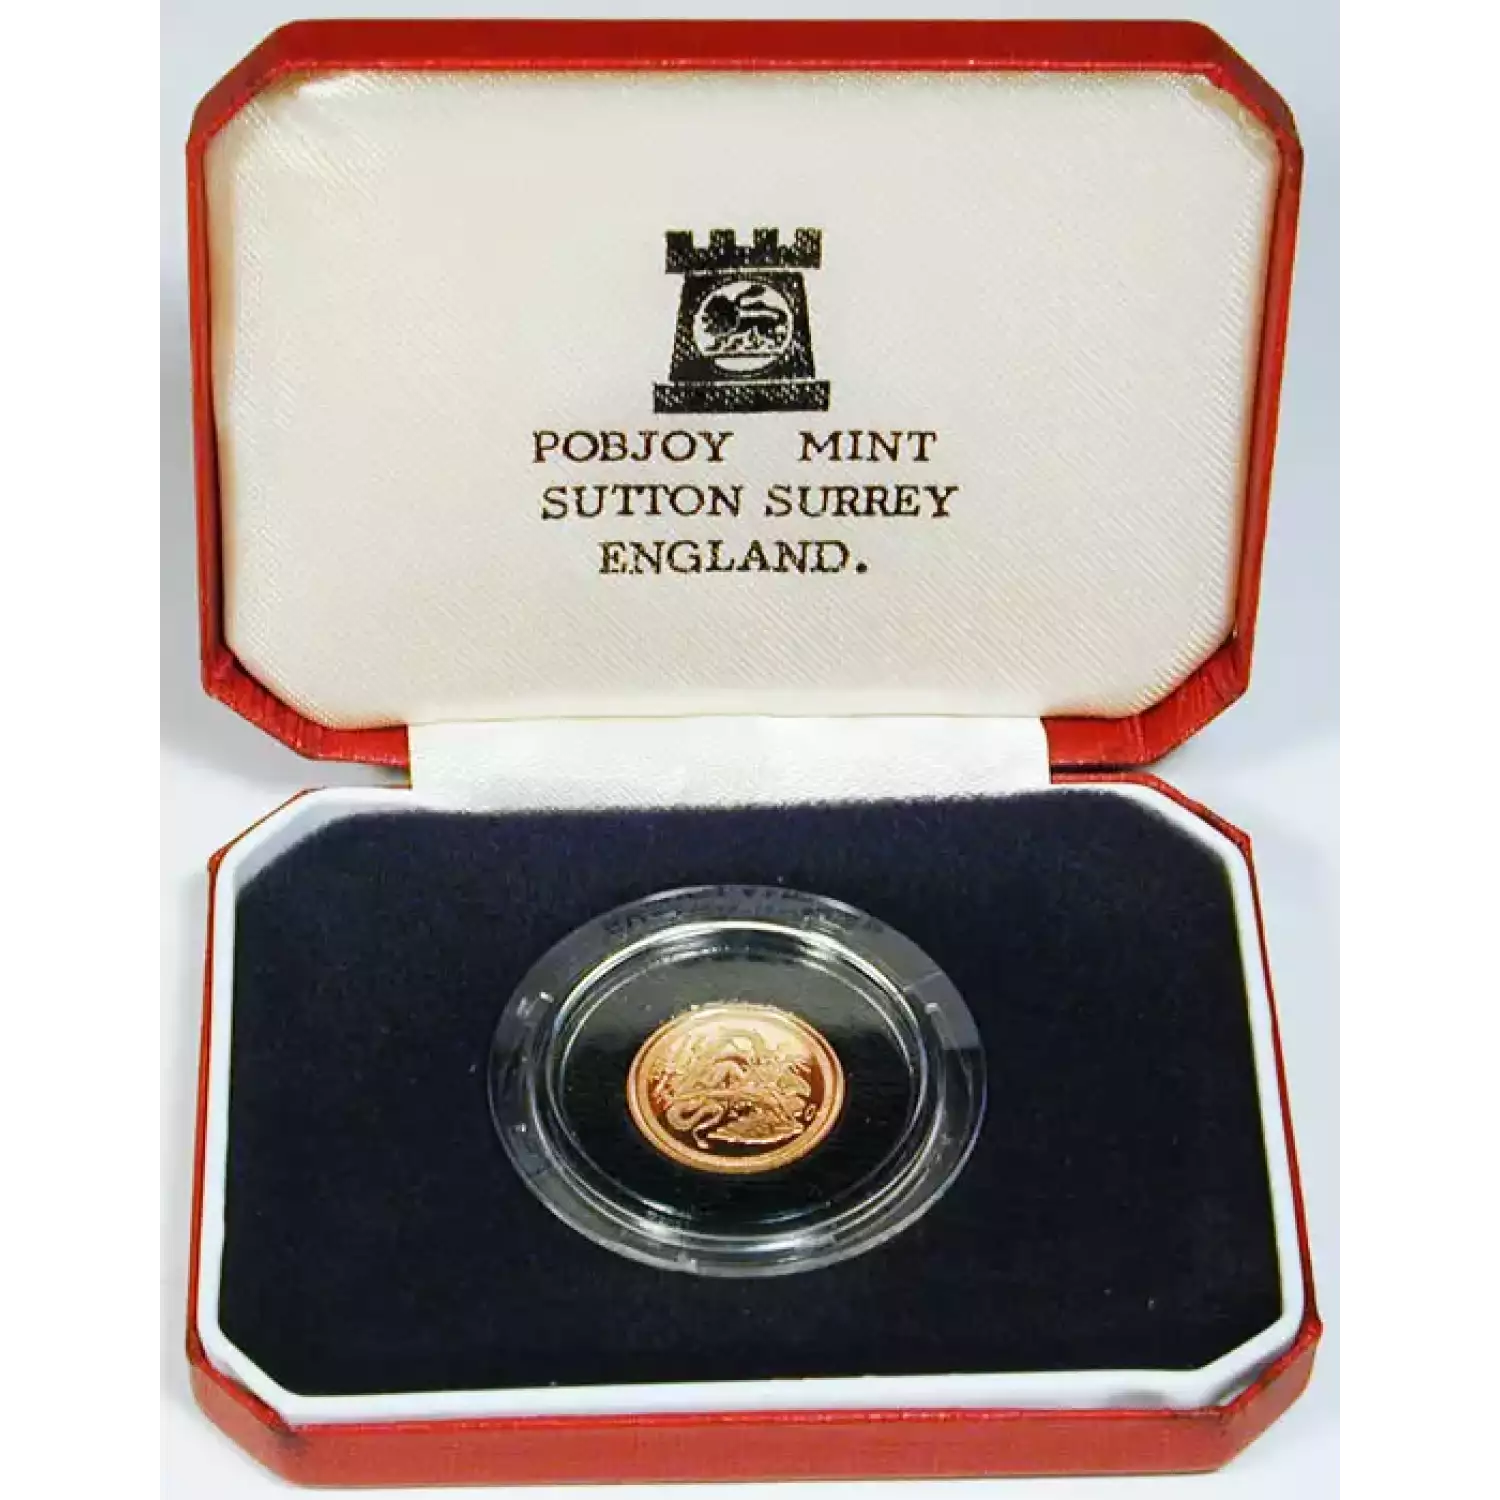 POBJOY MINT
SUTTON SURREY
ENGLAND.